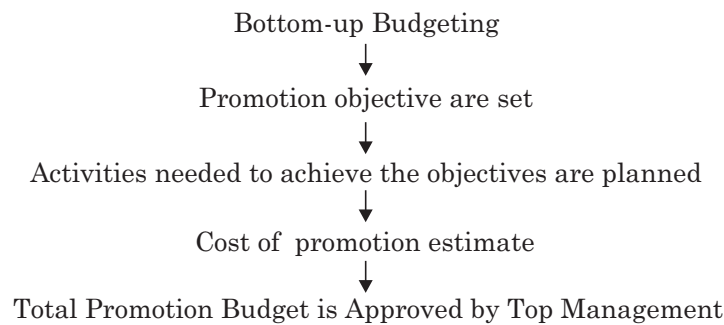 Bottom-up Budgeting
Promotion objective are set
Activities needed to achieve the objectives are planned
Cost of promotion estimate
Total Promotion Budget is Approved by Top Management